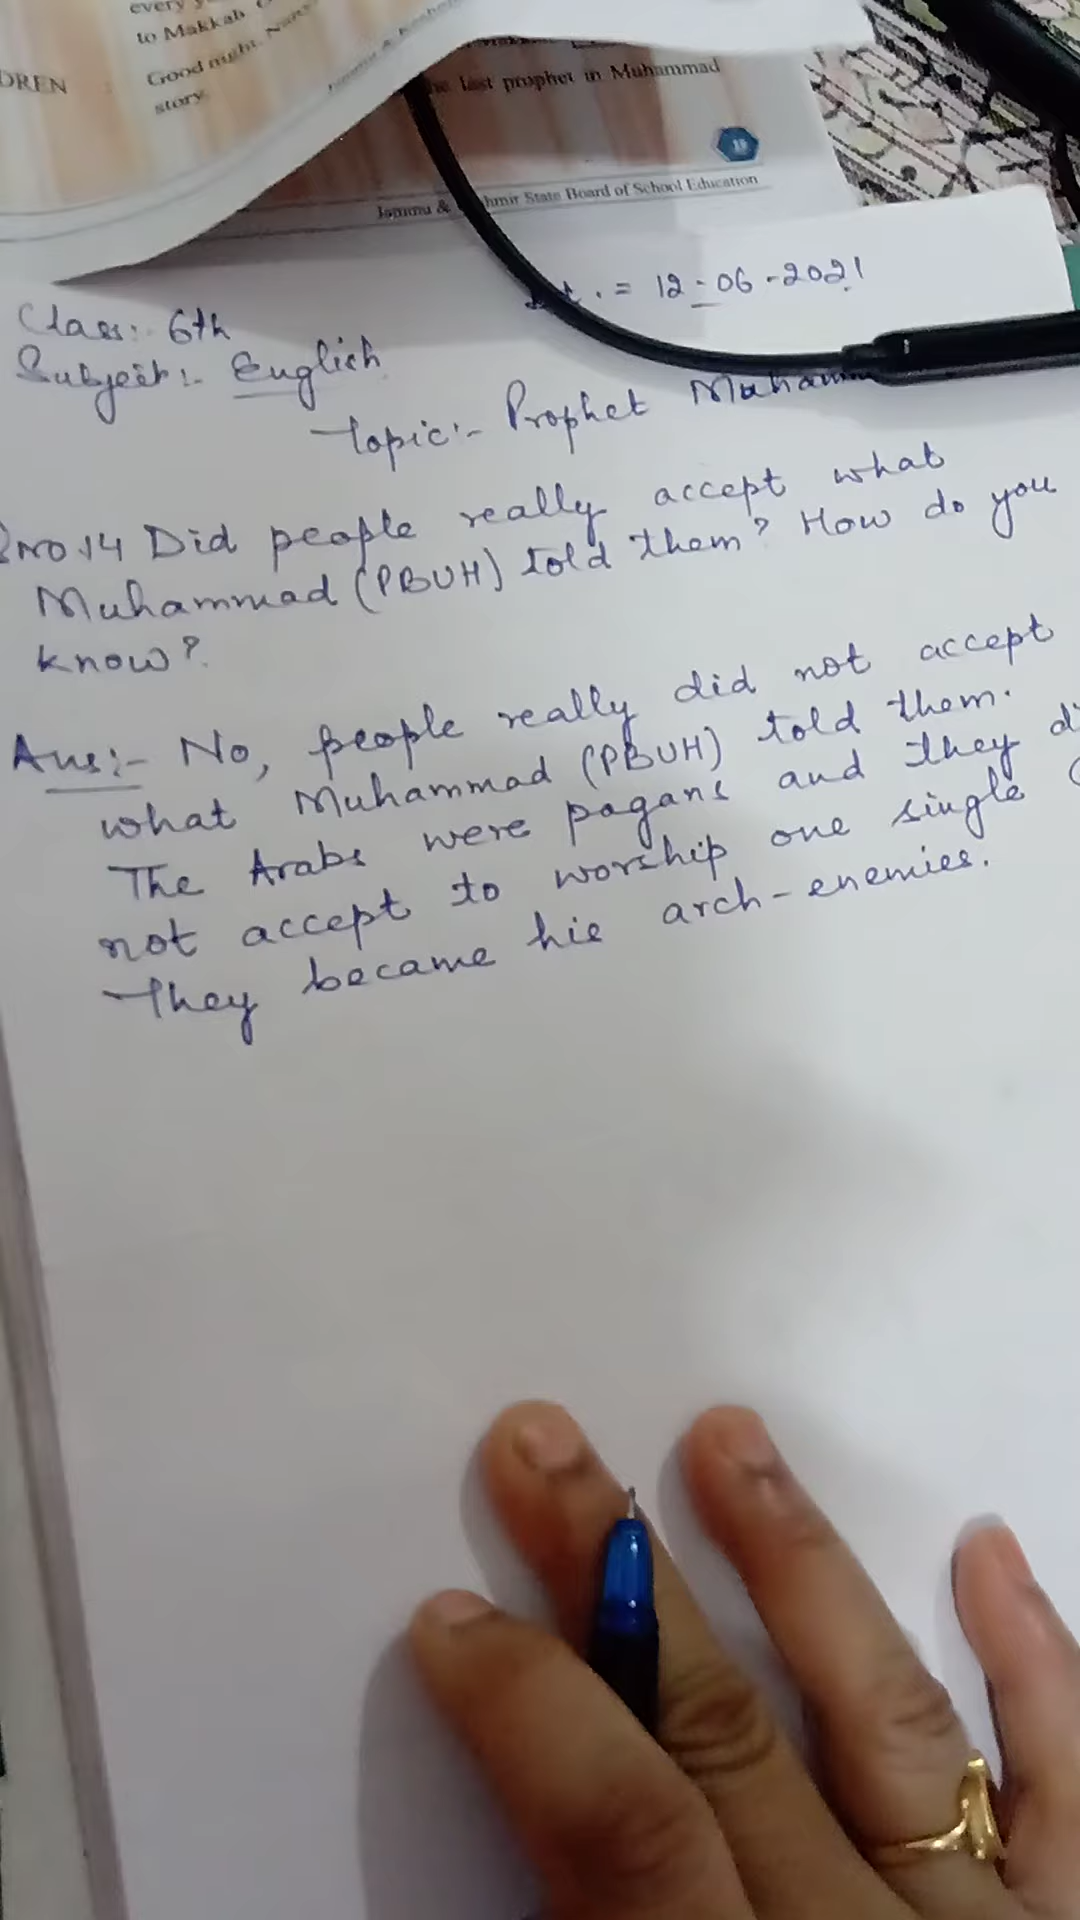 every
to Makkah
Good night,
story.
DREN :
last prophet in Muhammad
Jammu & hmir State Board of School Education
= 12-06-2021
Class:- 6th
Subject:- English
Topic:- Prophet Muhamm
No 14 Did people really accept what
Muhammad (PBUH) told them? How do you
know?
Ans:- No, people really did not accept
what Muhammad (PBUH) told them.
The Arabs were pagans and they di
not accept to worship one single
They became his arch-enemies.